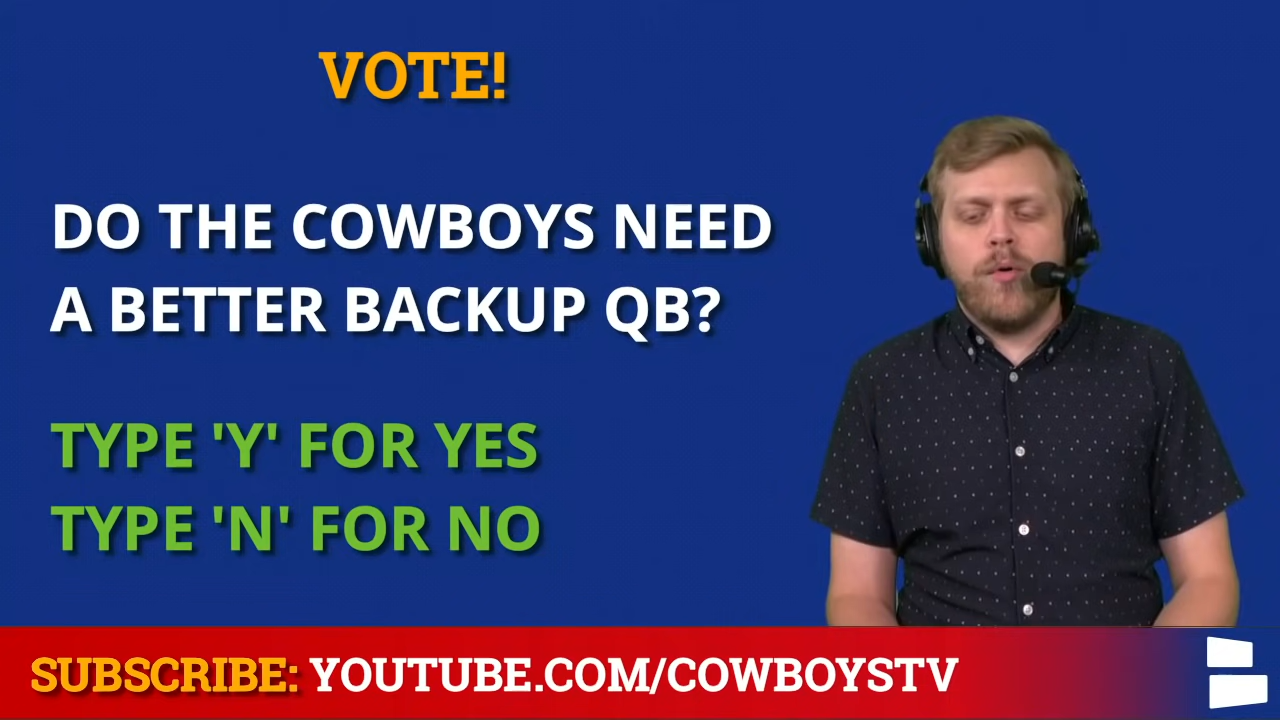 VOTE!
DO THE COWBOYS NEED
A BETTER BACKUP QB?
TYPE 'Y' FOR YES
TYPE 'N' FOR NO
SUBSCRIBE: YOUTUBE.COM/COWBOYSTV